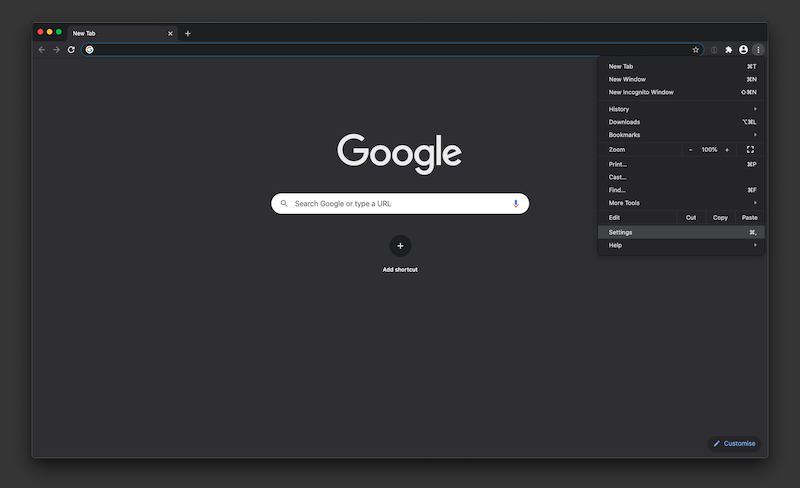 New Tab
New Tab ⌘T
New Window ⌘N
New Incognito Window ⇧⌘N
History
Downloads ⌥⌘L
Bookmarks
Zoom - 100% +
Print... ⌘P
Cast...
Find... ⌘F
More Tools
Edit Cut Copy Paste
Settings ⌘,
Help
Google
Search Google or type a URL
Add shortcut
Customise